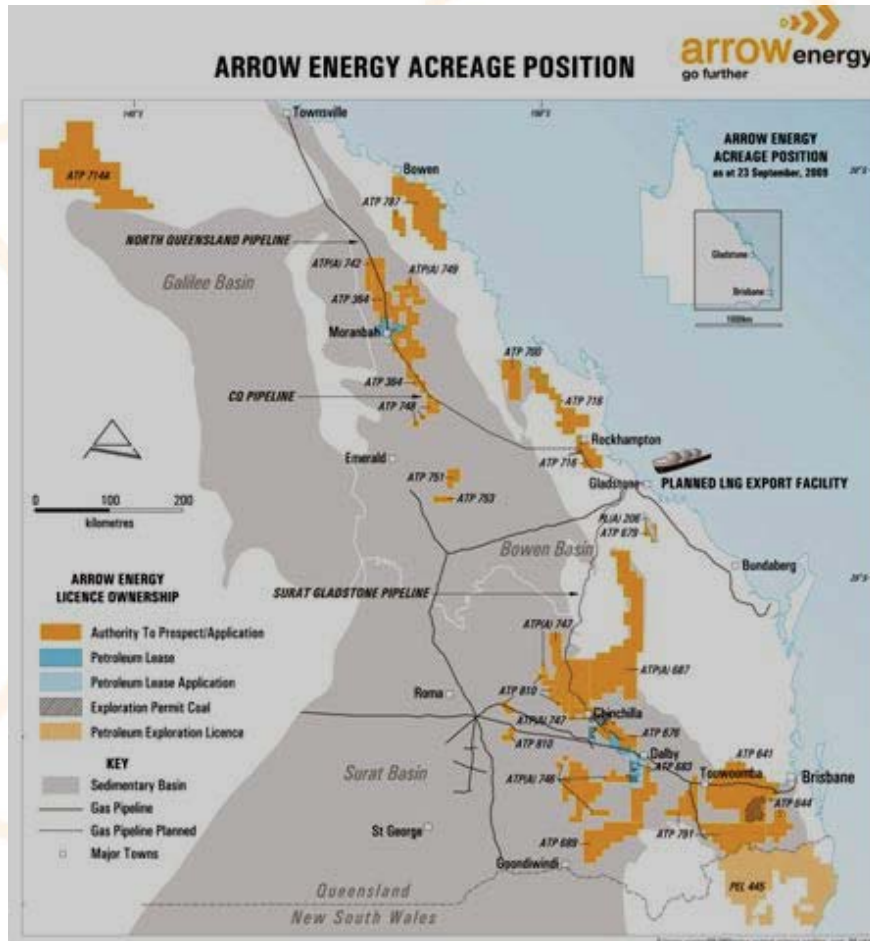 ARROW ENERGY ACREAGE POSITION
arrowenergy
go further
Townsville
ARROW ENERGY
ACREAGE POSITION
as at 23 September, 2009
Bowen
ATP 714A
ATP 787
NORTH QUEENSLAND PIPELINE
Galilee Basin
ATP(A) 742
ATP(A) 749
ATP 364
Gladstone
Brisbane
Moranbah
ATP 364
ATP 700
CQ PIPELINE
ATP 748
ATP 716
Rockhampton
Emerald
ATP 716
ATP 751
Gladstone
PLANNED LNG EXPORT FACILITY
ATP 753
0 100 200
kilometres
PL(A) 206
ATP 679
Bowen Basin
Bundaberg
ARROW ENERGY
LICENCE OWNERSHIP
SURAT GLADSTONE PIPELINE
Authority To Prospect/Application
ATP(A) 747
Petroleum Lease
ATP(A) 687
Petroleum Lease Application
Roma
ATP 810
Exploration Permit Coal
ATP(A) 747
Chinchilla
Petroleum Exploration Licence
ATP 810
ATP 676
Dalby
ATP 641
KEY
ATP 683
Surat Basin
ATP(A) 746
Toowoomba
Brisbane
Sedimentary Basin
ATP 644
Gas Pipeline
Gas Pipeline Planned
St George
ATP 689
ATP 791
Major Towns
Goondiwindi
PEL 445
Queensland
New South Wales